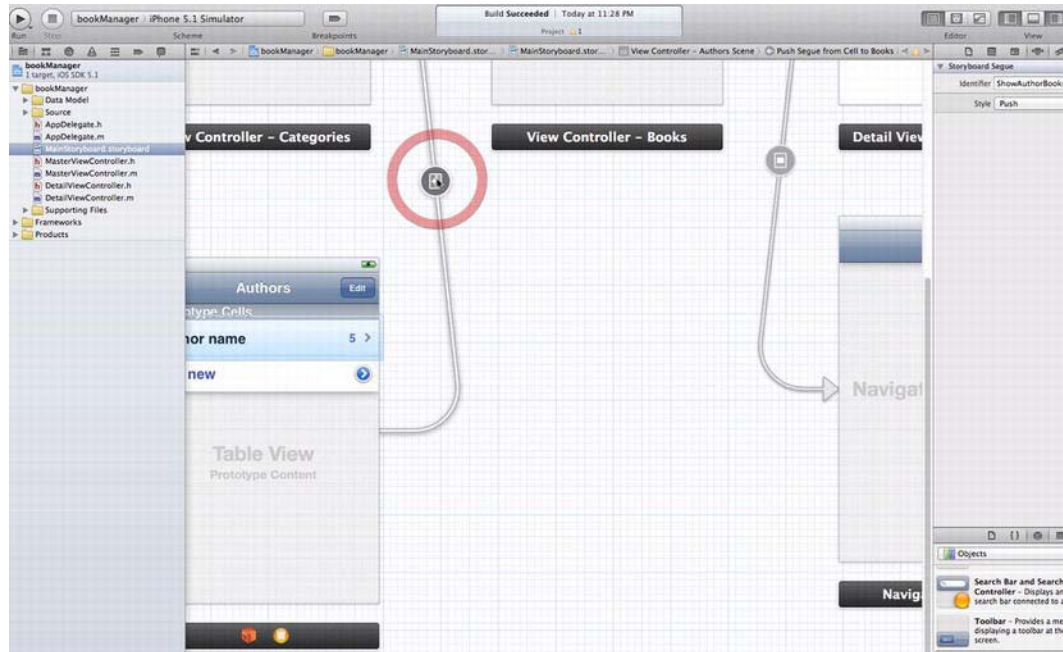 bookManager iPhone 5.1 Simulator
Build Succeeded | Today at 11:28 PM
Project 1
Run Stop Scheme Breakpoints Editor View
bookManager bookManager MainStoryboard.stor... MainStoryboard.stor... View Controller – Authors Scene Push Segue from Cell to Books
bookManager
1 target, iOS SDK 5.1
bookManager
Data Model
Source
AppDelegate.h
AppDelegate.m
MainStoryboard.storyboard
MasterViewController.h
MasterViewController.m
DetailViewController.h
DetailViewController.m
Supporting Files
Frameworks
Products
w Controller – Categories
View Controller – Books
Detail View
Authors
Edit
otype Cells
hor name 5
new
Table View
Prototype Content
Navigat
Naviga
Storyboard Segue
Identifier ShowAuthorBooks
Style Push
Objects
Search Bar and Search
Controller – Displays an
search bar connected to a
Toolbar – Provides a me
displaying a toolbar at the
screen.